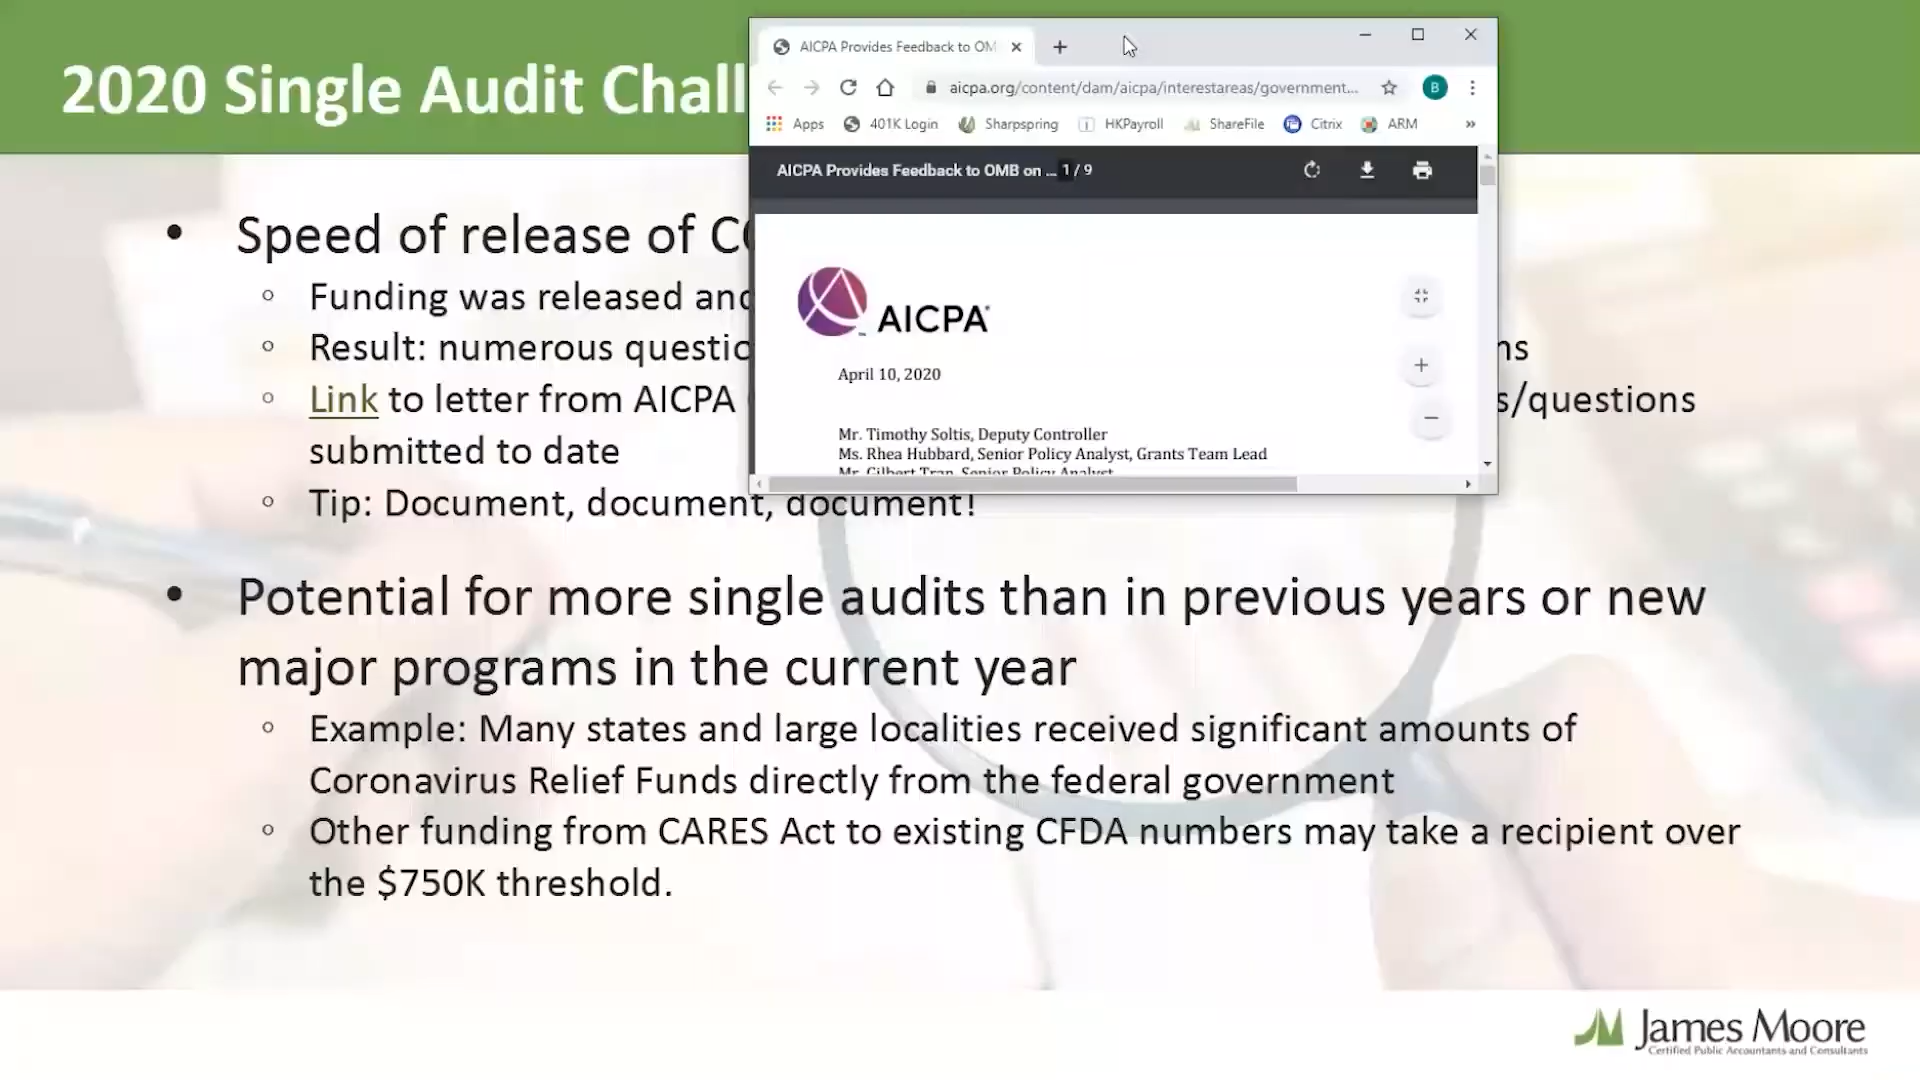 2020 Single Audit Chall
AICPA Provides Feedback to OM
aicpa.org/content/dam/aicpa/interestareas/government...
B
Apps
401K Login
Sharpspring
HKPayroll
ShareFile
Citrix
ARM
»
AICPA Provides Feedback to OMB on ... 1 / 9
AICPA
April 10, 2020
Mr. Timothy Soltis, Deputy Controller
Ms. Rhea Hubbard, Senior Policy Analyst, Grants Team Lead
Mr. Gilbert Tran, Senior Policy Analyst
• Speed of release of CO
◦ Funding was released and
◦ Result: numerous questio ns
◦ Link to letter from AICPA s/questions
submitted to date
◦ Tip: Document, document, document!
• Potential for more single audits than in previous years or new
major programs in the current year
◦ Example: Many states and large localities received significant amounts of
Coronavirus Relief Funds directly from the federal government
◦ Other funding from CARES Act to existing CFDA numbers may take a recipient over
the $750K threshold.
James Moore
Certified Public Accountants and Consultants